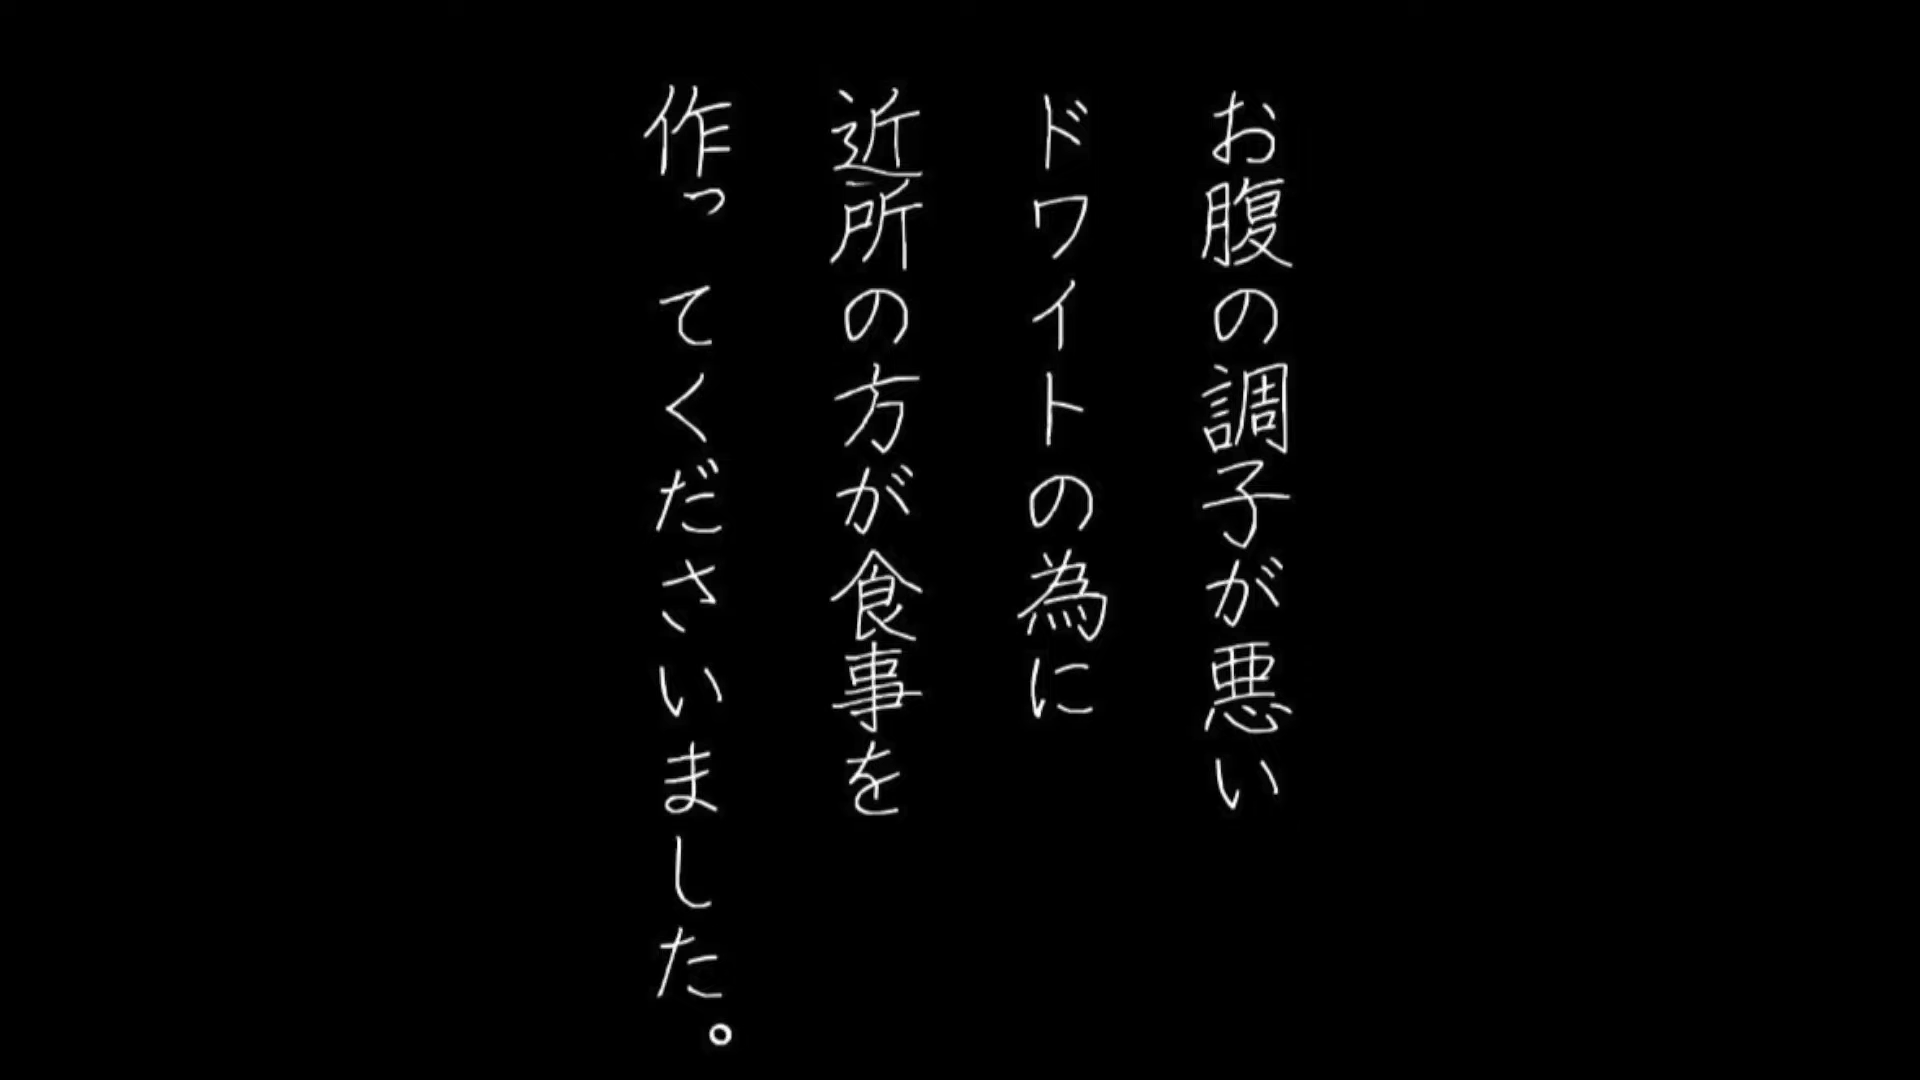 お腹の調子が悪い
ドワイトの為に
近所の方が食事を
作ってくださいました。